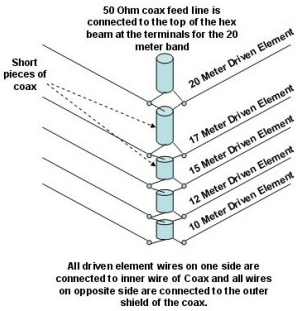 50 Ohm coax feed line is
connected to the top of the hex
beam at the terminals for the 20
meter band
Short
pieces of
coax
20 Meter Driven Element
17 Meter Driven Element
15 Meter Driven Element
12 Meter Driven Element
10 Meter Driven Element
All driven element wires on one side are
connected to inner wire of Coax and all wires
on opposite side are connected to the outer
shield of the coax.